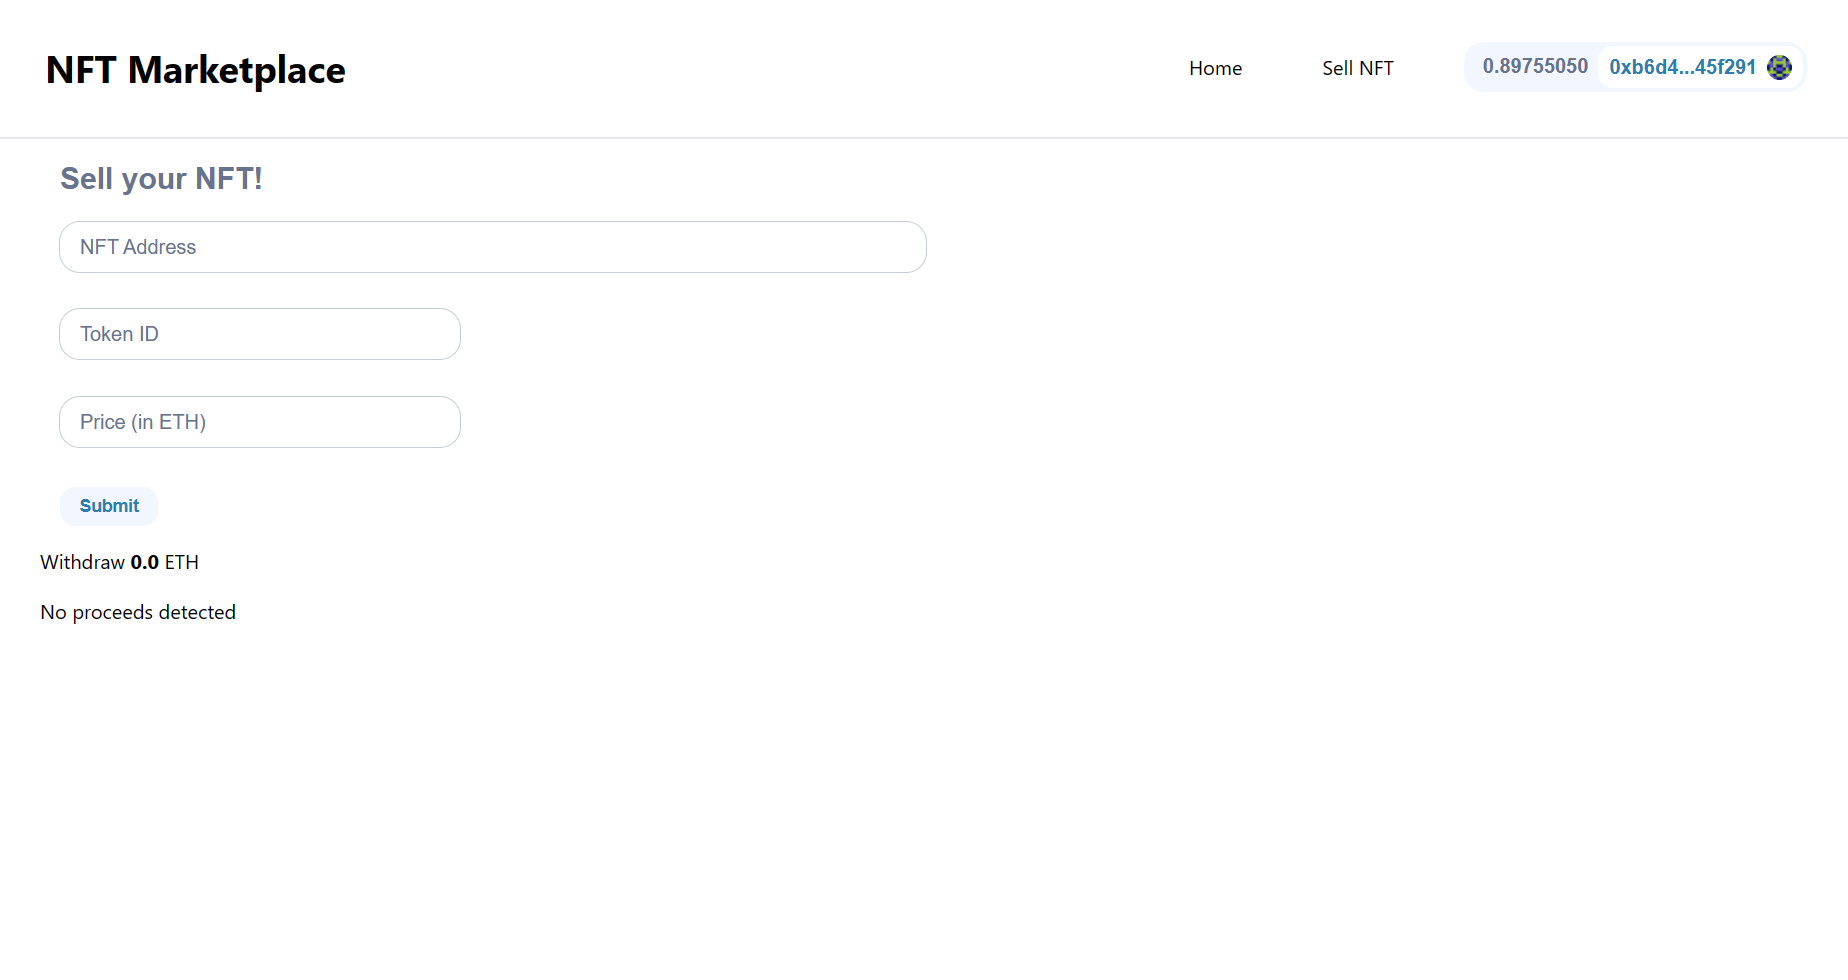 NFT Marketplace
Home
Sell NFT
0.89755050
0xb6d4...45f291
Sell your NFT!
NFT Address
Token ID
Price (in ETH)
Submit
Withdraw 0.0 ETH
No proceeds detected